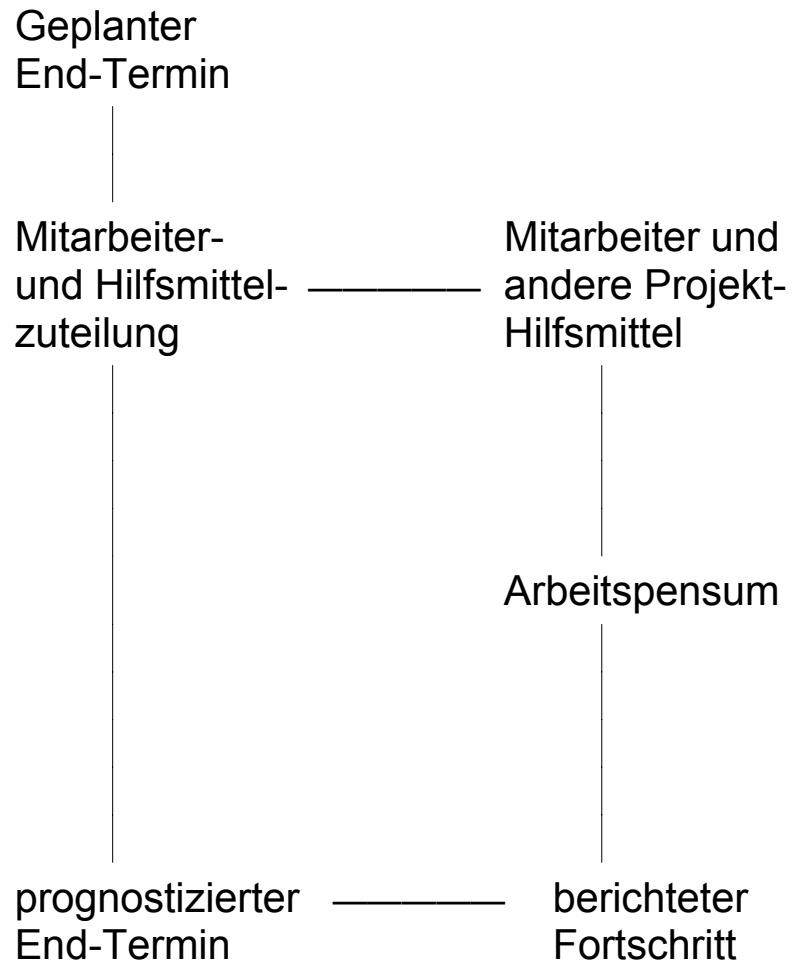 Geplanter
End-Termin
Mitarbeiter-
und Hilfsmittel-
zuteilung
Mitarbeiter und
andere Projekt-
Hilfsmittel
Arbeitspensum
prognostizierter
End-Termin
berichteter
Fortschritt